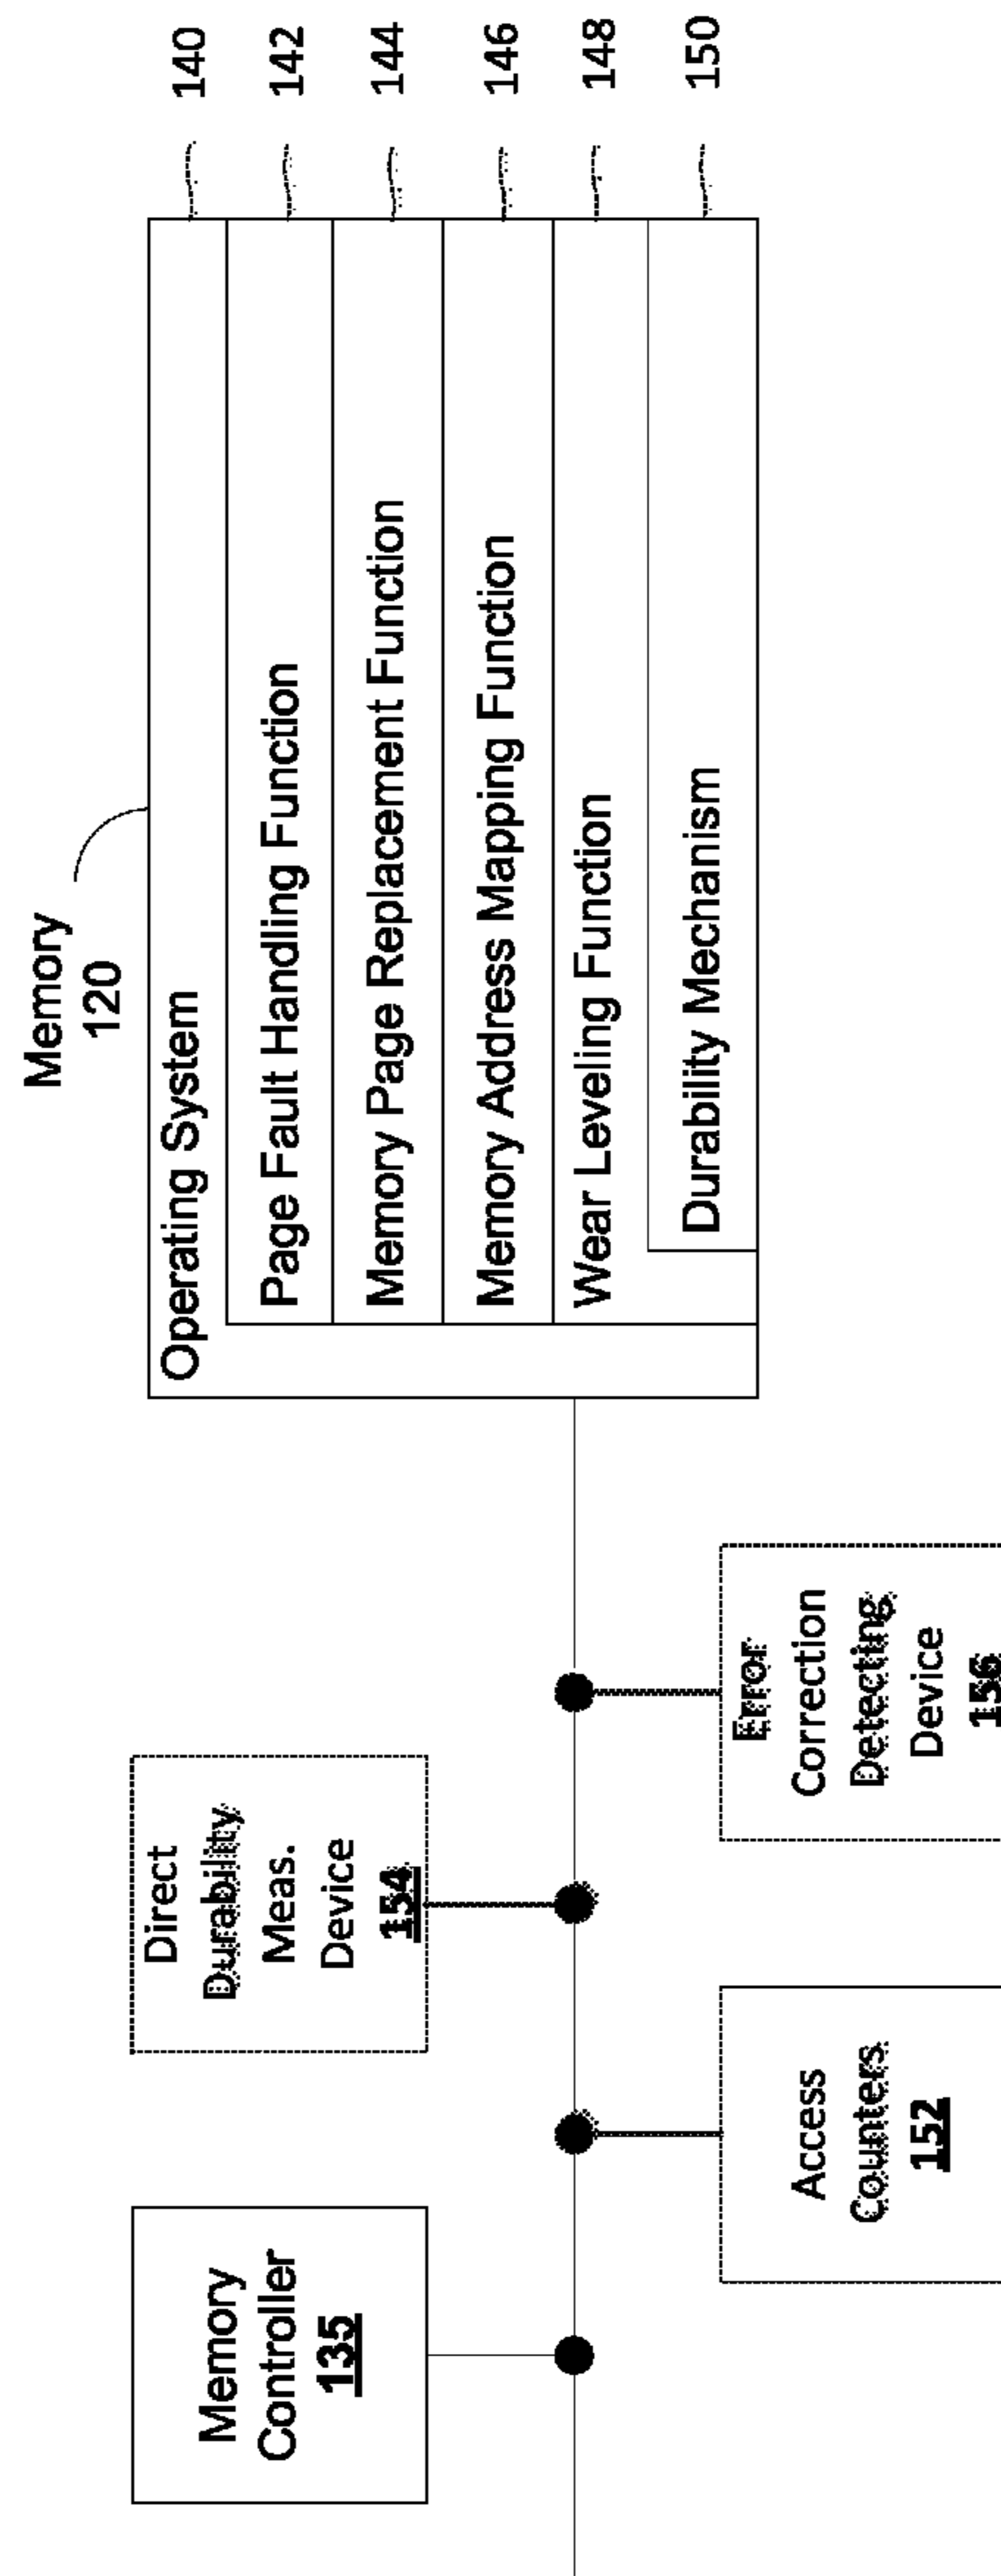 Memory
120
Operating System
140
Page Fault Handling Function
142
Memory Page Replacement Function
144
Memory Address Mapping Function
146
Wear Leveling Function
148
Durability Mechanism
150
Memory
Controller
135
Direct
Durability
Meas.
Device
154
Access
Counters
152
Error
Correction
Detecting
Device
156